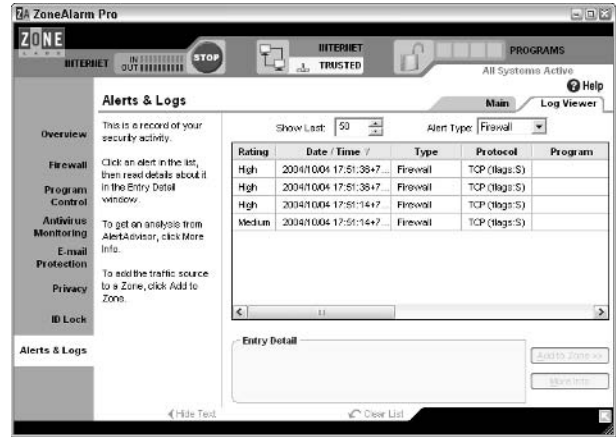 ZA ZoneAlarm Pro
ZONE
LABS
INTERNET
IN
OUT
STOP
INTERNET
TRUSTED
PROGRAMS
All Systems Active
Help
Alerts & Logs
Main
Log Viewer
Overview
Firewall
Program
Control
Antivirus
Monitoring
E-mail
Protection
Privacy
ID Lock
Alerts & Logs
This is a record of your
security activity.
Click an alert in the list,
then read details about it
in the Entry Detail
window.
To get an analysis from
AlertAdvisor, click More
Info.
To add the traffic source
to a Zone, click Add to
Zone.
Show Last: 50
Alert Type: Firewall
Rating Date / Time Type Protocol Program
High 2004/10/04 17:51:36+7... Firewall TCP (flags:S)
High 2004/10/04 17:51:36+7... Firewall TCP (flags:S)
High 2004/10/04 17:51:14+7... Firewall TCP (flags:S)
Medium 2004/10/04 17:51:14+7... Firewall TCP (flags:S)
Entry Detail
Add to Zone >>
More Info
Hide Text
Clear List